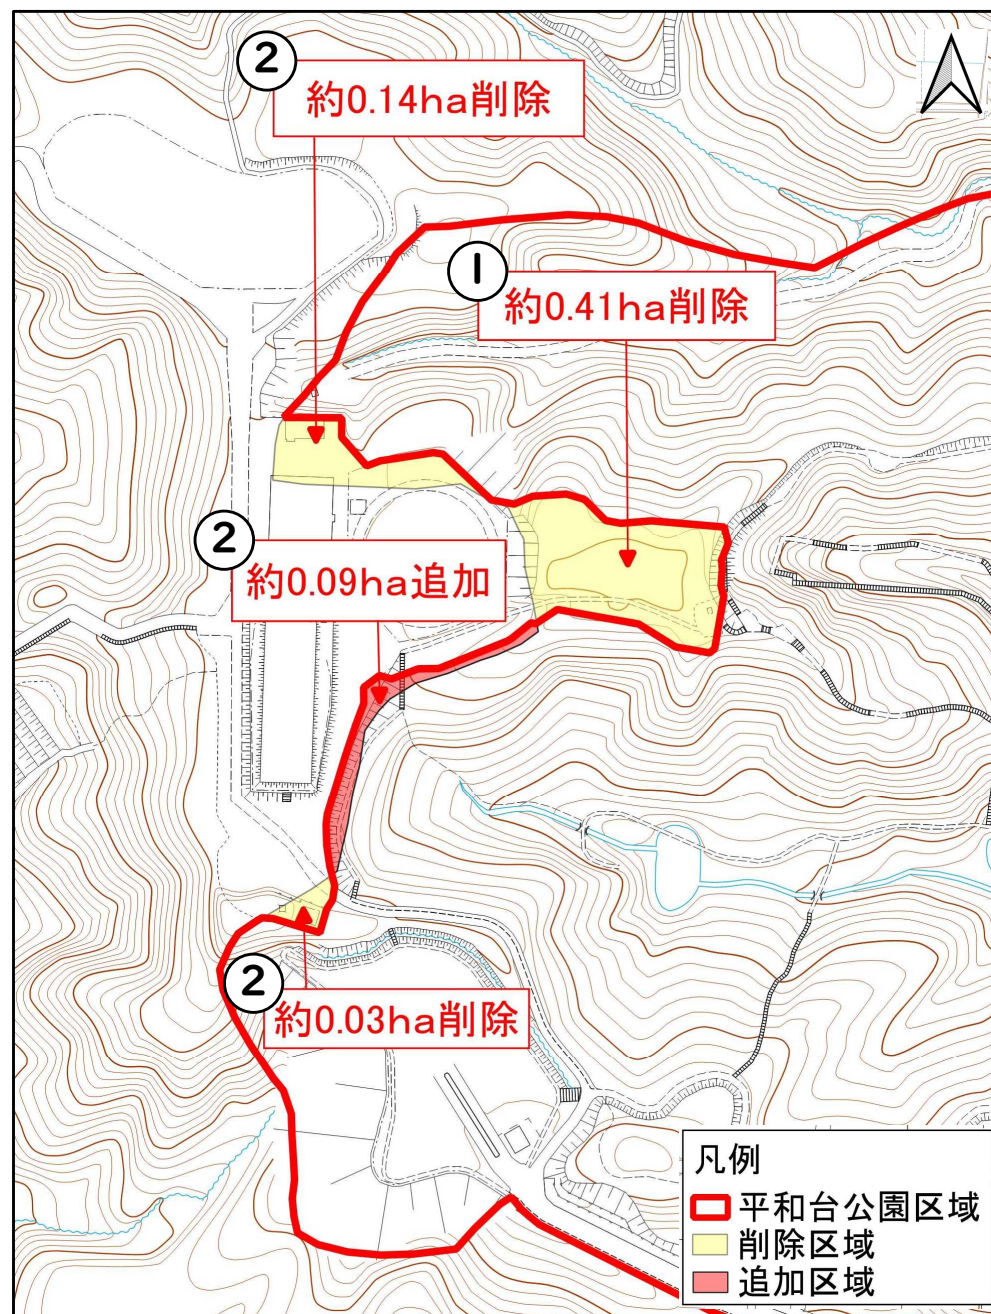 ②
約0.14ha削除
①
約0.41ha削除
②
約0.09ha追加
②
約0.03ha削除
凡例
平和台公園区域
削除区域
追加区域